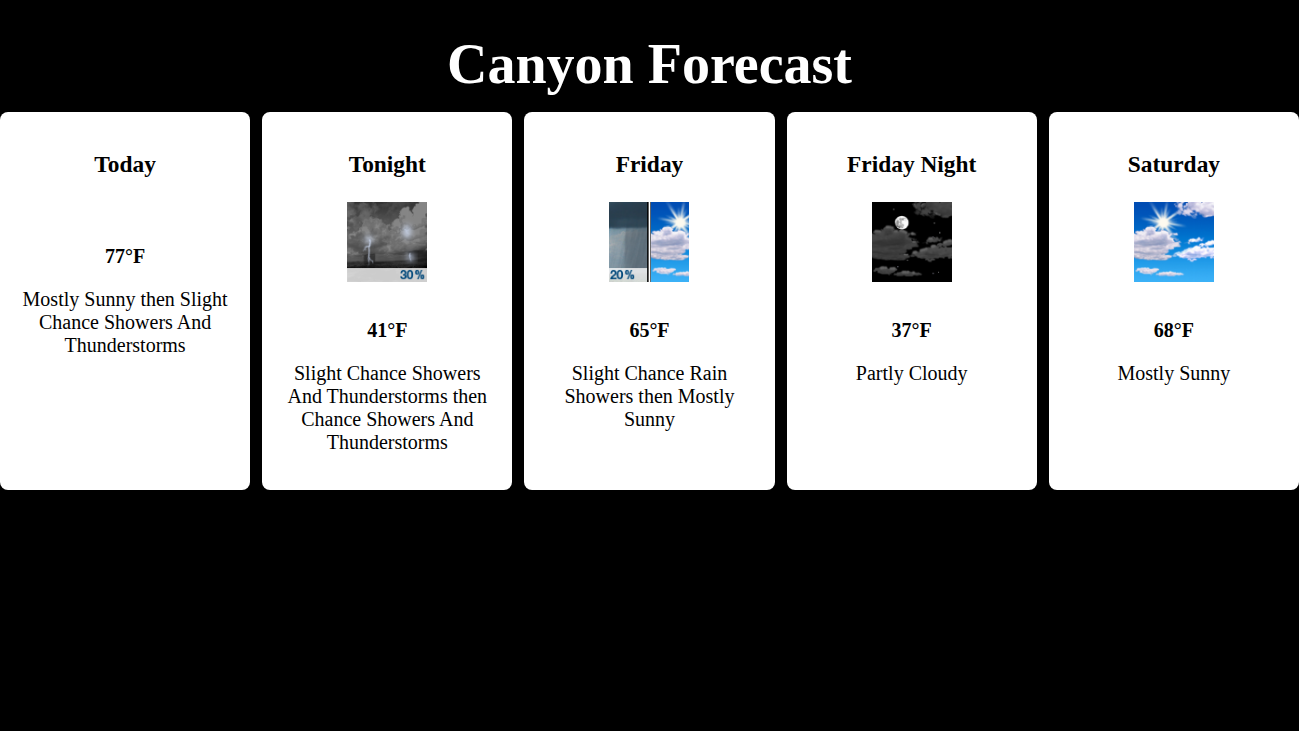 Canyon Forecast
Today
77°F
Mostly Sunny then Slight
Chance Showers And
Thunderstorms
Tonight
30%
41°F
Slight Chance Showers
And Thunderstorms then
Chance Showers And
Thunderstorms
Friday
20%
65°F
Slight Chance Rain
Showers then Mostly
Sunny
Friday Night
37°F
Partly Cloudy
Saturday
68°F
Mostly Sunny